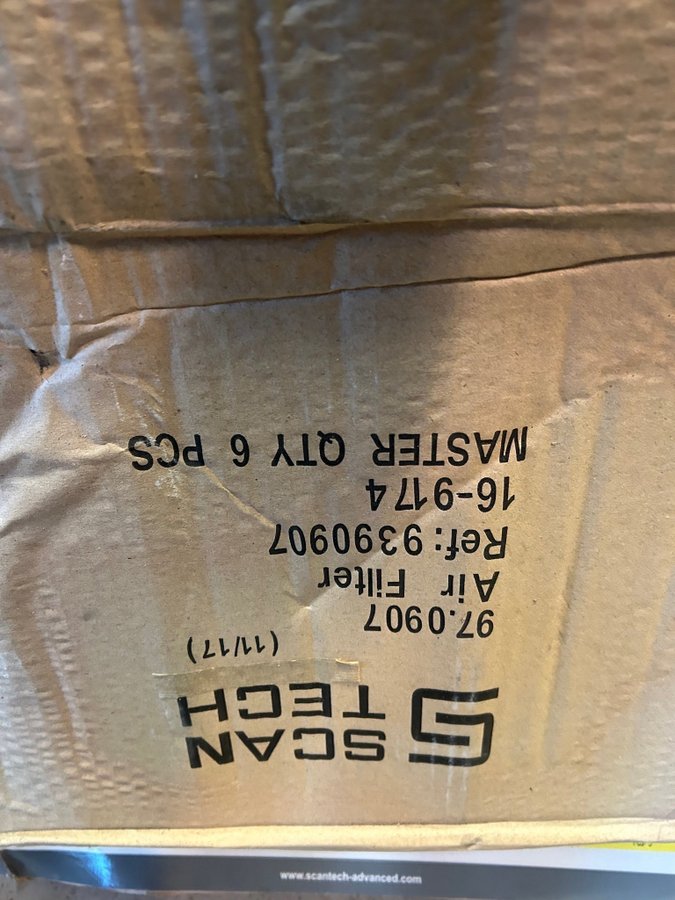 SCAN
TECH
(11/17)
97.0907
Air Filter
Ref: 9390907
16-9174
MASTER QTY 6 PCS
www.scantech-advanced.com